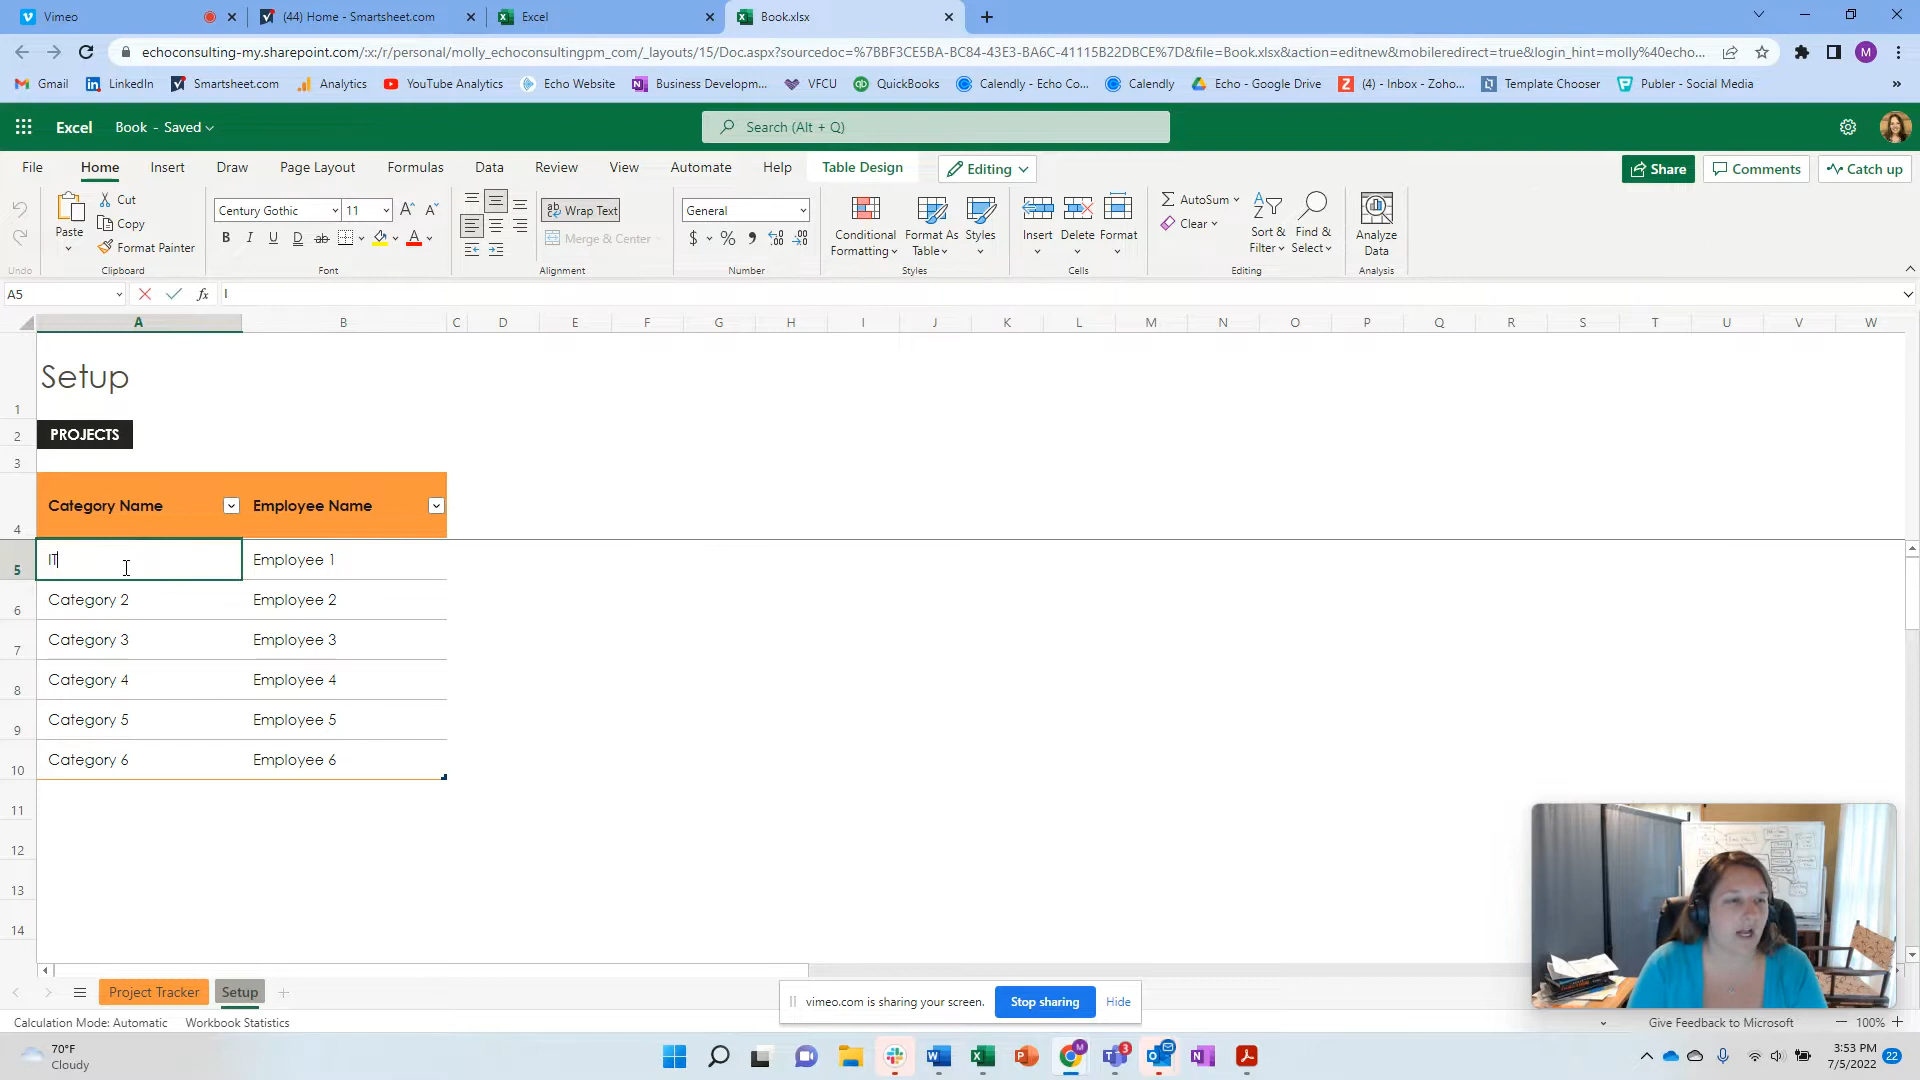 Vimeo
(44) Home - Smartsheet.com
Excel
Book.xlsx
echoconsulting-my.sharepoint.com/:x:/r/personal/molly_echoconsultingpm_com/_layouts/15/Doc.aspx?sourcedoc=%7BBF3CE5BA-BC84-43E3-BA6C-41115B22DBCE%7D&file=Book.xlsx&action=editnew&mobileredirect=true&login_hint=molly%40echo...
M
Gmail
LinkedIn
Smartsheet.com
Analytics
YouTube Analytics
Echo Website
Business Developm...
VFCU
QuickBooks
Calendly - Echo Co...
Calendly
Echo - Google Drive
(4) - Inbox - Zoho...
Template Chooser
Publer - Social Media
Excel
Book - Saved
Search (Alt + Q)
File
Home
Insert
Draw
Page Layout
Formulas
Data
Review
View
Automate
Help
Table Design
Editing
Share
Comments
Catch up
Undo
Paste
Cut
Copy
Format Painter
Clipboard
Century Gothic
11
B
I
U
D
ab
A
Font
Wrap Text
Merge & Center
Alignment
General
$
%
Number
Conditional
Formatting
Format As
Table
Styles
Styles
Insert
Delete
Format
Cells
AutoSum
Clear
Sort &
Filter
Find &
Select
Editing
Analyze
Data
Analysis
A5
fx
I
A B C D E F G H I J K L M N O P Q R S T U V W
Setup
1
2
PROJECTS
3
Category Name
Employee Name
4
IT
Employee 1
5
Category 2
Employee 2
6
Category 3
Employee 3
7
Category 4
Employee 4
8
Category 5
Employee 5
9
Category 6
Employee 6
10
11
12
13
14
Project Tracker
Setup
vimeo.com is sharing your screen.
Stop sharing
Hide
Calculation Mode: Automatic
Workbook Statistics
Give Feedback to Microsoft
100%
70°F
Cloudy
3:53 PM
7/5/2022
22